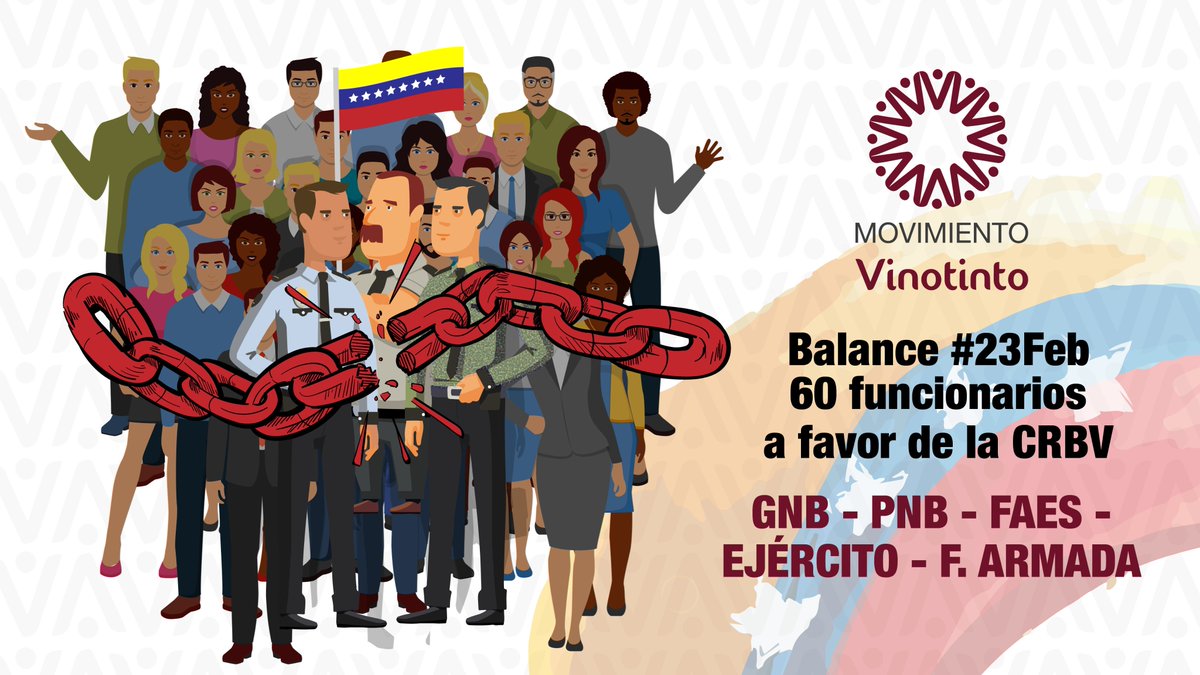 MOVIMIENTO
Vinotinto
Balance #23Feb
60 funcionarios
a favor de la CRBV
GNB - PNB - FAES -
EJÉRCITO - F. ARMADA